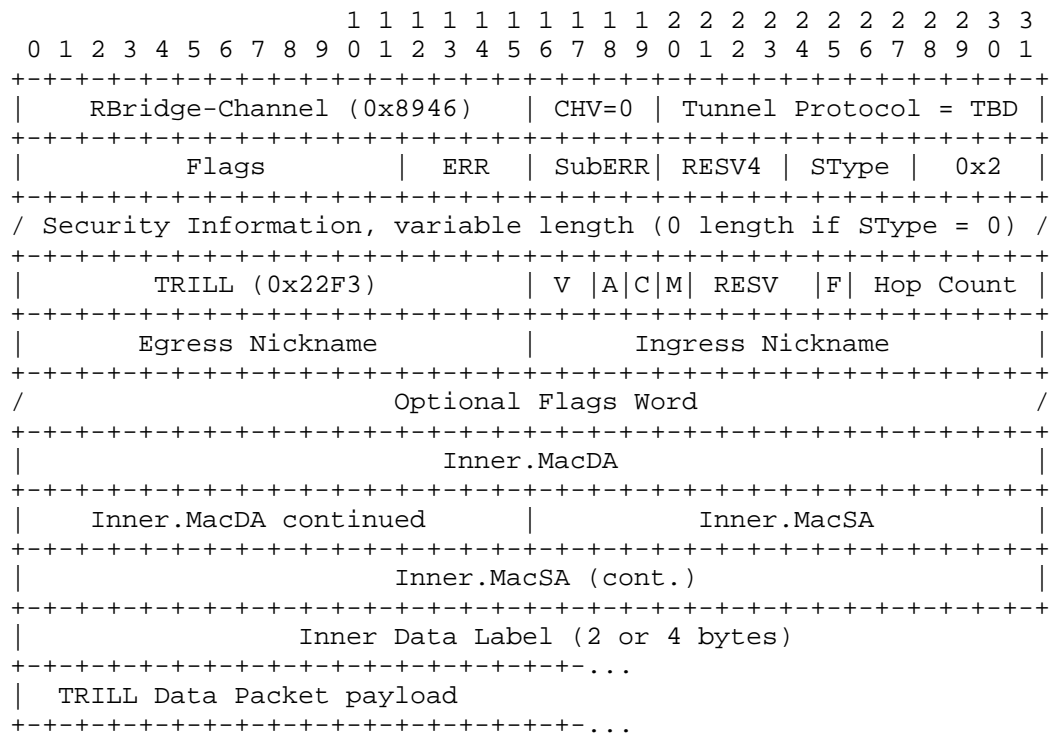 1 1 1 1 1 1 1 1 1 1 2 2 2 2 2 2 2 2 2 2 3 3
 0 1 2 3 4 5 6 7 8 9 0 1 2 3 4 5 6 7 8 9 0 1 2 3 4 5 6 7 8 9 0 1
+-+-+-+-+-+-+-+-+-+-+-+-+-+-+-+-+-+-+-+-+-+-+-+-+-+-+-+-+-+-+-+-+
|    RBridge-Channel (0x8946)   | CHV=0 | Tunnel Protocol = TBD |
+-+-+-+-+-+-+-+-+-+-+-+-+-+-+-+-+-+-+-+-+-+-+-+-+-+-+-+-+-+-+-+-+
|          Flags        |  ERR  | SubERR| RESV4 | SType |  0x2  |
+-+-+-+-+-+-+-+-+-+-+-+-+-+-+-+-+-+-+-+-+-+-+-+-+-+-+-+-+-+-+-+-+
/ Security Information, variable length (0 length if SType = 0) /
+-+-+-+-+-+-+-+-+-+-+-+-+-+-+-+-+-+-+-+-+-+-+-+-+-+-+-+-+-+-+-+-+
|        TRILL (0x22F3)         | V |A|C|M| RESV  |F| Hop Count |
+-+-+-+-+-+-+-+-+-+-+-+-+-+-+-+-+-+-+-+-+-+-+-+-+-+-+-+-+-+-+-+-+
|       Egress Nickname         |      Ingress Nickname         |
+-+-+-+-+-+-+-+-+-+-+-+-+-+-+-+-+-+-+-+-+-+-+-+-+-+-+-+-+-+-+-+-+
/                       Optional Flags Word                     /
+-+-+-+-+-+-+-+-+-+-+-+-+-+-+-+-+-+-+-+-+-+-+-+-+-+-+-+-+-+-+-+-+
|                          Inner.MacDA                          |
+-+-+-+-+-+-+-+-+-+-+-+-+-+-+-+-+-+-+-+-+-+-+-+-+-+-+-+-+-+-+-+-+
|    Inner.MacDA continued      |          Inner.MacSA          |
+-+-+-+-+-+-+-+-+-+-+-+-+-+-+-+-+-+-+-+-+-+-+-+-+-+-+-+-+-+-+-+-+
|                       Inner.MacSA (cont.)                     |
+-+-+-+-+-+-+-+-+-+-+-+-+-+-+-+-+-+-+-+-+-+-+-+-+-+-+-+-+-+-+-+-+
|                 Inner Data Label (2 or 4 bytes)
+-+-+-+-+-+-+-+-+-+-+-+-+-+-+-+-+-+-+-...
|  TRILL Data Packet payload
+-+-+-+-+-+-+-+-+-+-+-+-+-+-+-+-+-+-+-...